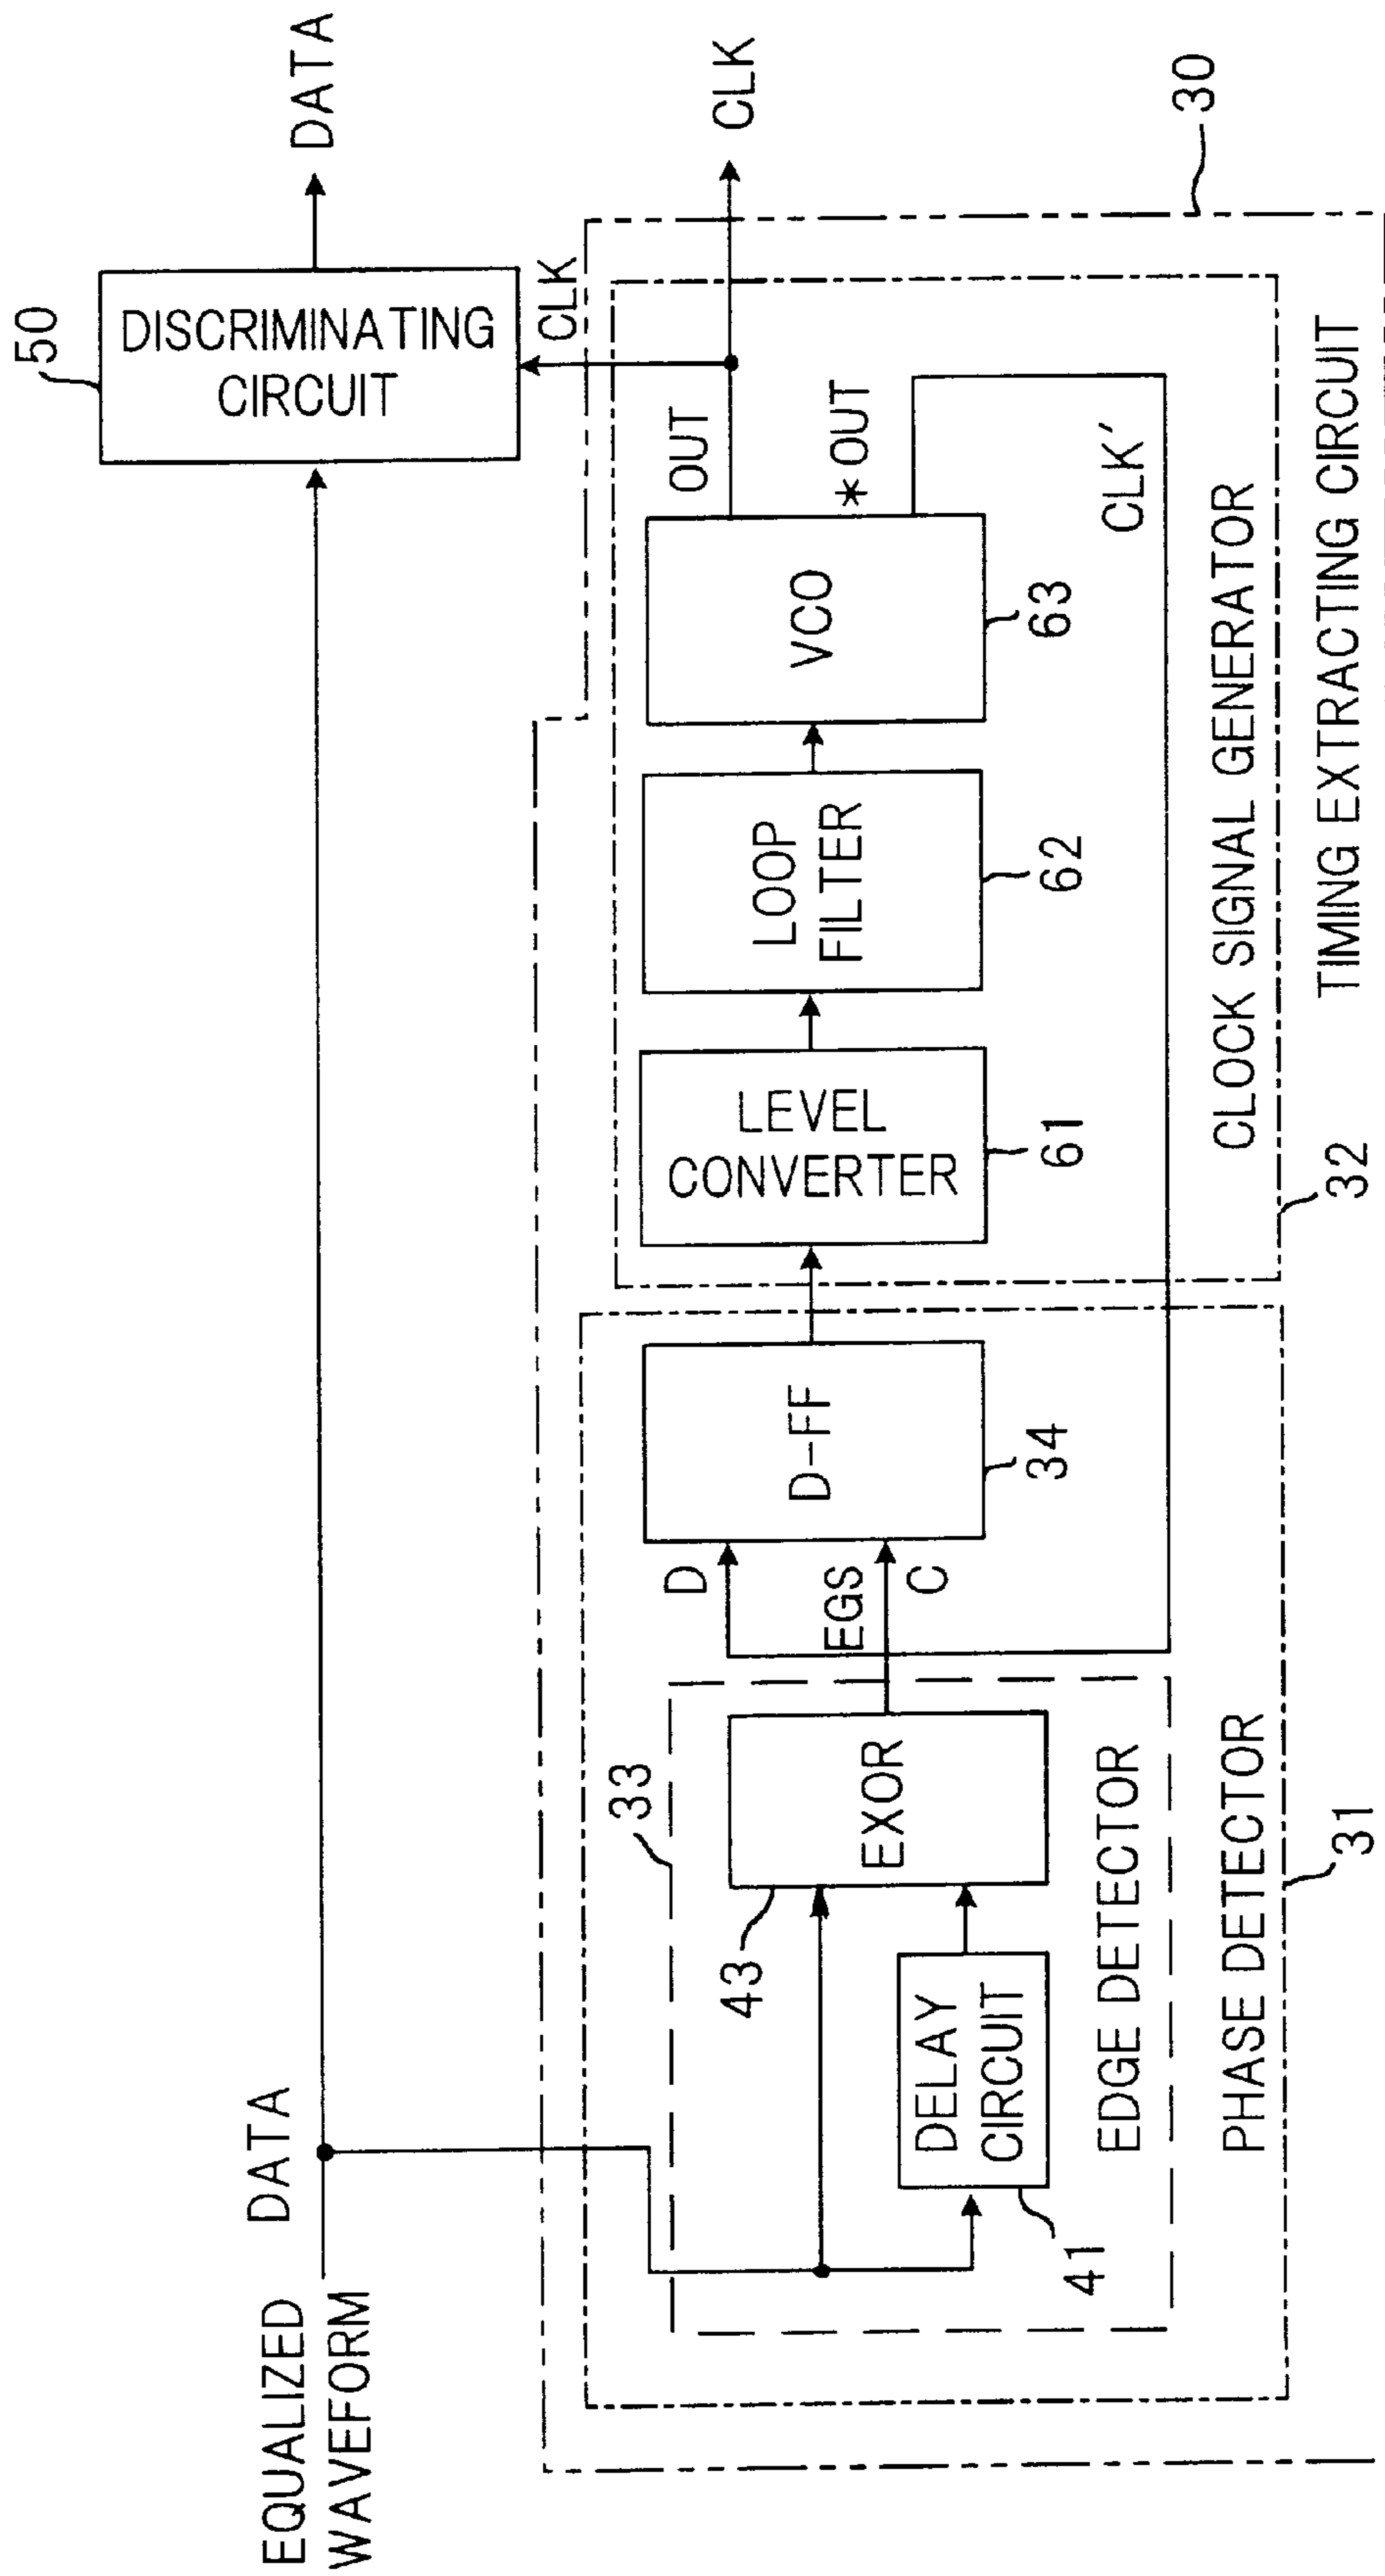 EQUALIZED
WAVEFORM
DATA
50
DISCRIMINATING
CIRCUIT
DATA
CLK
CLK
30
33
43
EXOR
DELAY
CIRCUIT
41
EDGE DETECTOR
PHASE DETECTOR
31
D
EGS
C
D-FF
34
LEVEL
CONVERTER
61
LOOP
FILTER
62
VCO
63
OUT
*OUT
CLK'
CLOCK SIGNAL GENERATOR
32
TIMING EXTRACTING CIRCUIT